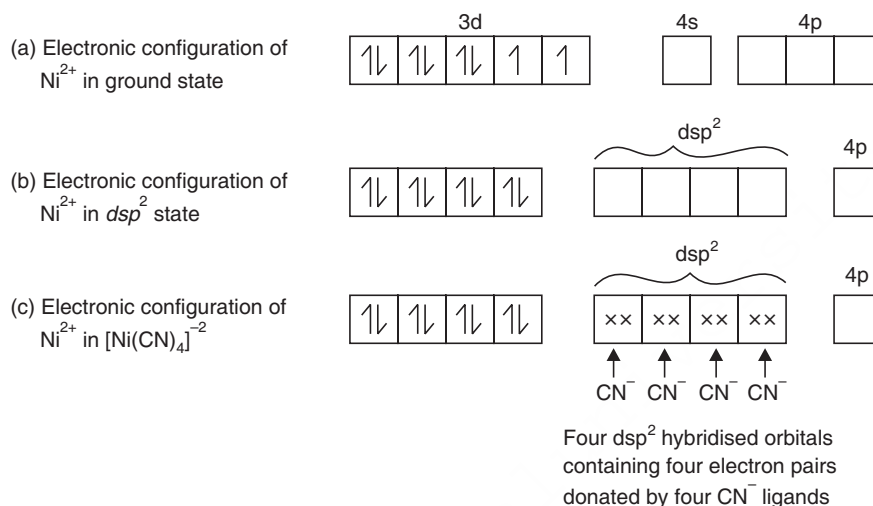 3d 4s 4p
(a) Electronic configuration of
Ni²⁺ in ground state
⥮ ⥮ ⥮ ↿ ↿
dsp²
4p
(b) Electronic configuration of
Ni²⁺ in dsp² state
⥮ ⥮ ⥮ ⥮
dsp²
4p
(c) Electronic configuration of
Ni²⁺ in [Ni(CN)₄]⁻²
⥮ ⥮ ⥮ ⥮ ×× ×× ×× ××
CN⁻ CN⁻ CN⁻ CN⁻
Four dsp² hybridised orbitals
containing four electron pairs
donated by four CN⁻ ligands